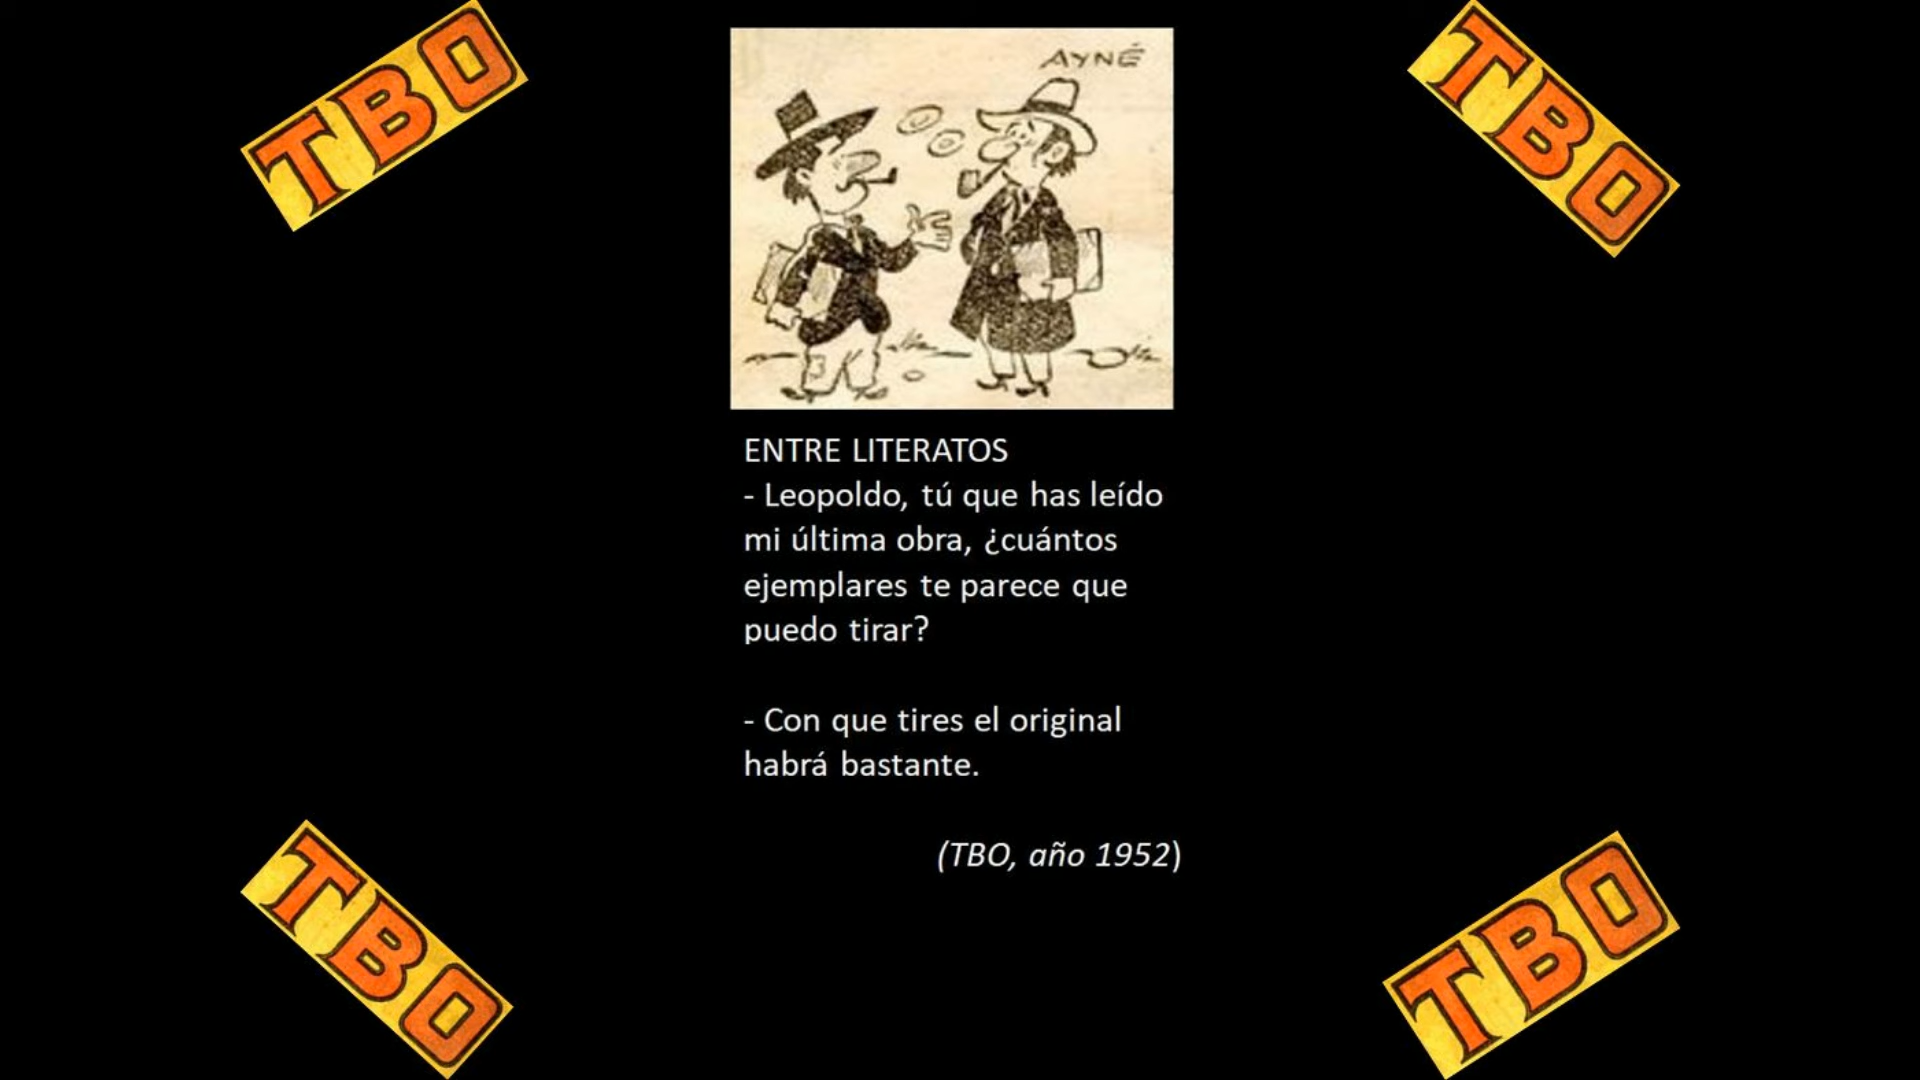 TBO
TBO
AYNÉ
ENTRE LITERATOS
- Leopoldo, tú que has leído
mi última obra, ¿cuántos
ejemplares te parece que
puedo tirar?
- Con que tires el original
habrá bastante.
(TBO, año 1952)
TBO
TBO